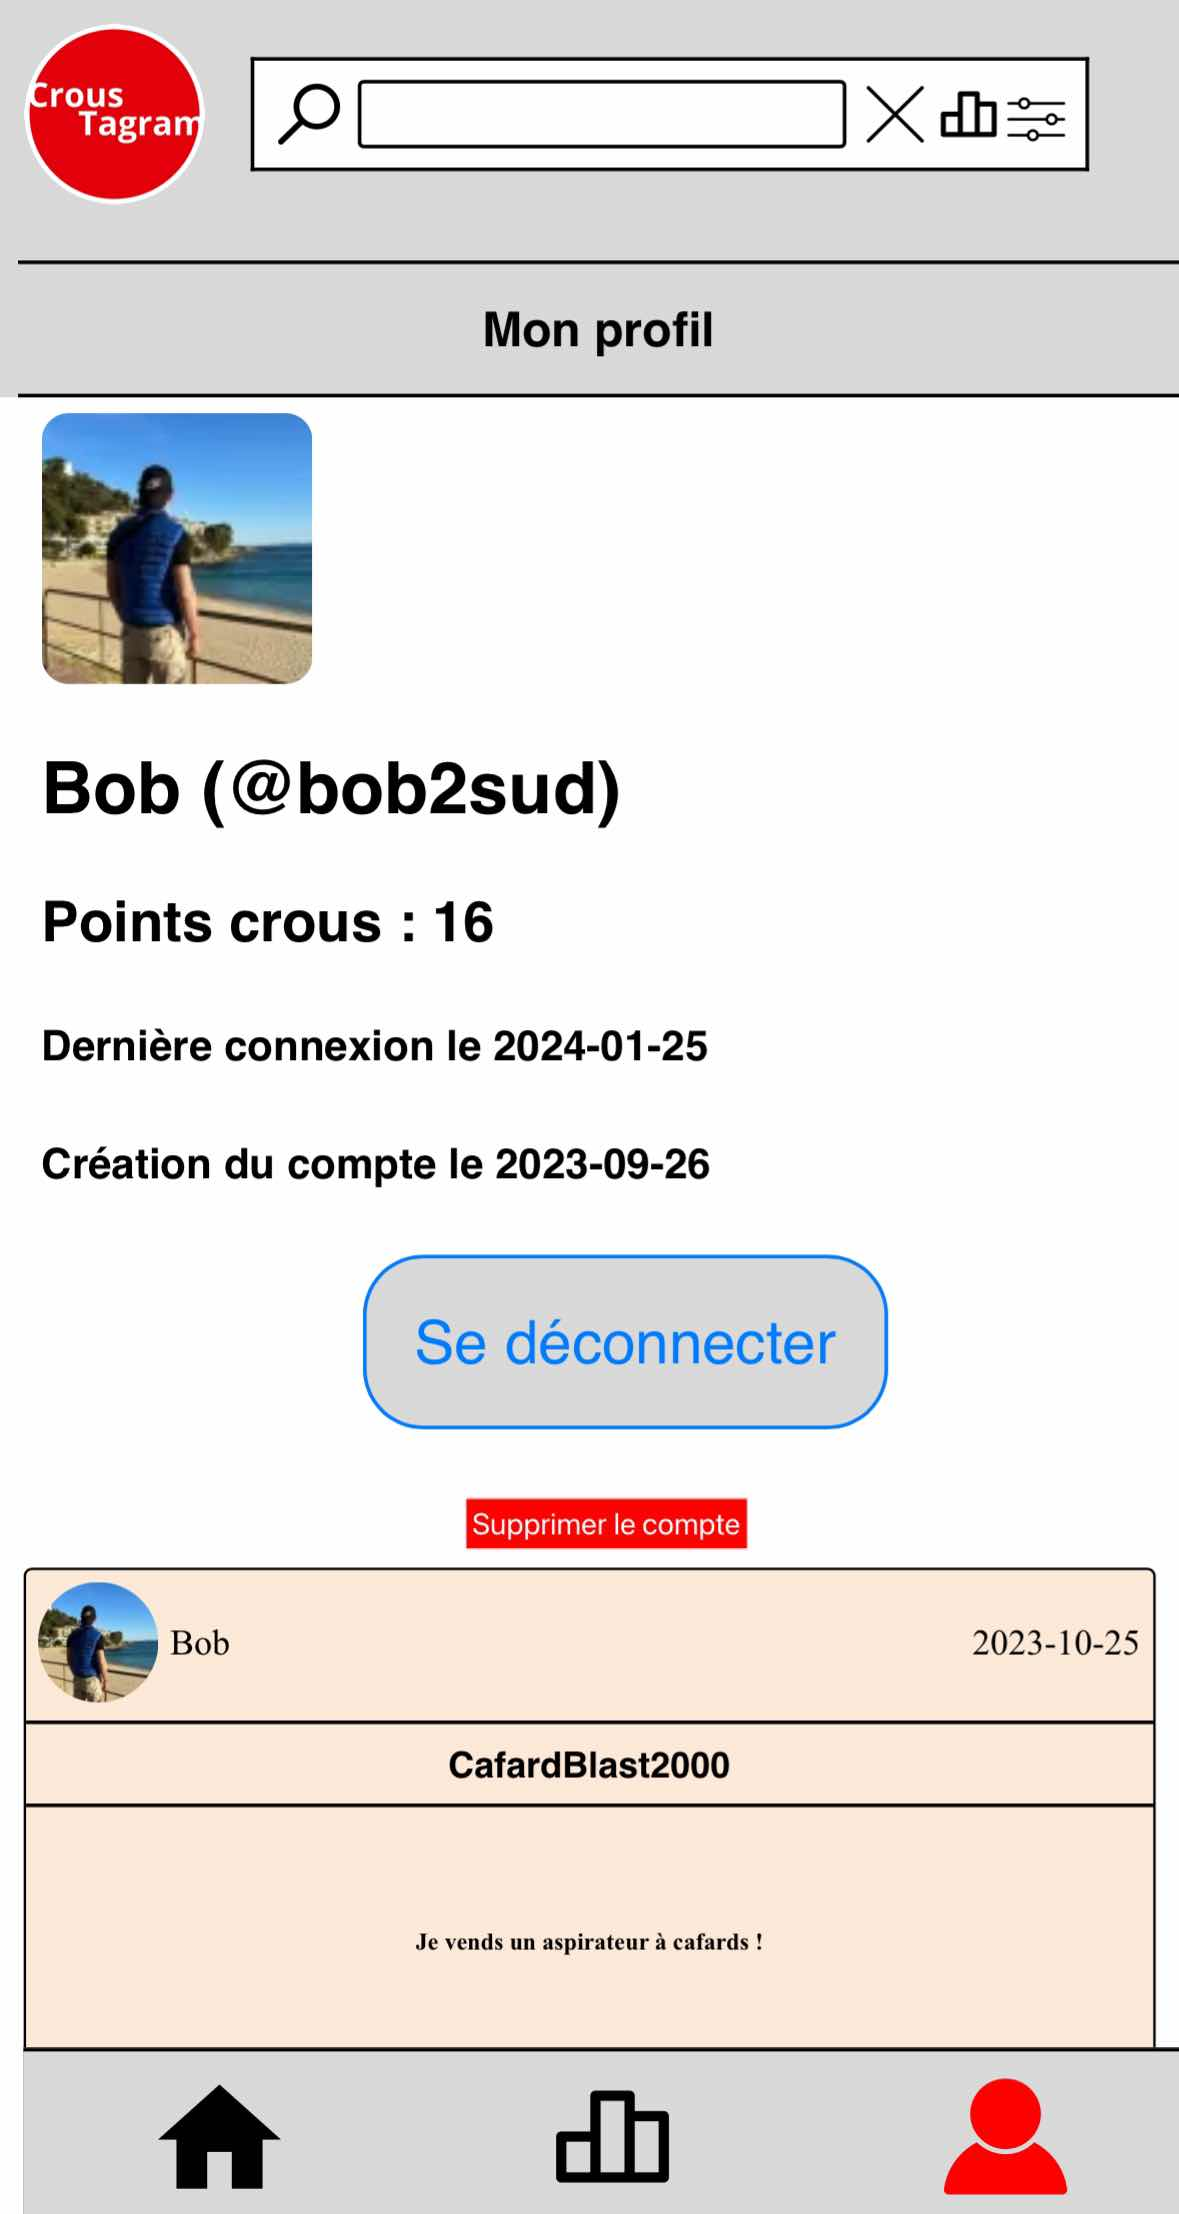 Crous
Tagram
Mon profil
Bob (@bob2sud)
Points crous : 16
Dernière connexion le 2024-01-25
Création du compte le 2023-09-26
Se déconnecter
Supprimer le compte
Bob 2023-10-25
CafardBlast2000
Je vends un aspirateur à cafards !